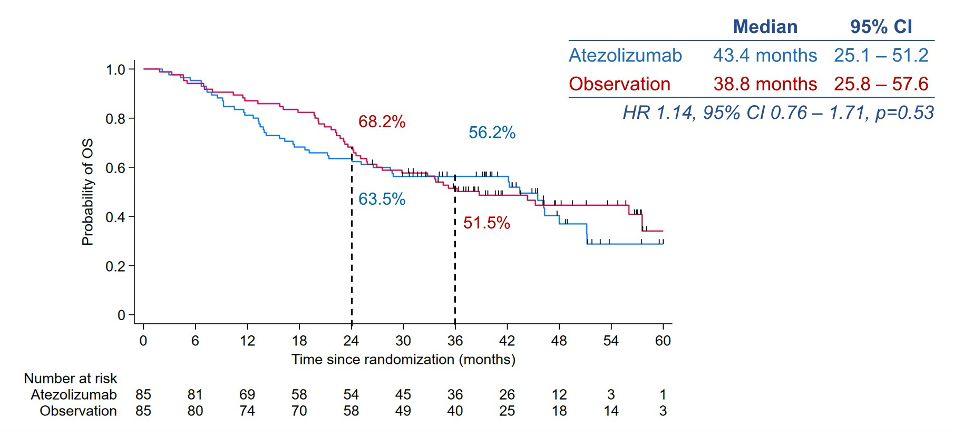 Median 95% CI
Atezolizumab 43.4 months 25.1 – 51.2
Observation 38.8 months 25.8 – 57.6
HR 1.14, 95% CI 0.76 – 1.71, p=0.53
Probability of OS
1.0
0.8
0.6
0.4
0.2
0
68.2%
56.2%
63.5%
51.5%
0 6 12 18 24 30 36 42 48 54 60
Time since randomization (months)
Number at risk
Atezolizumab 85 81 69 58 54 45 36 26 12 3 1
Observation 85 80 74 70 58 49 40 25 18 14 3